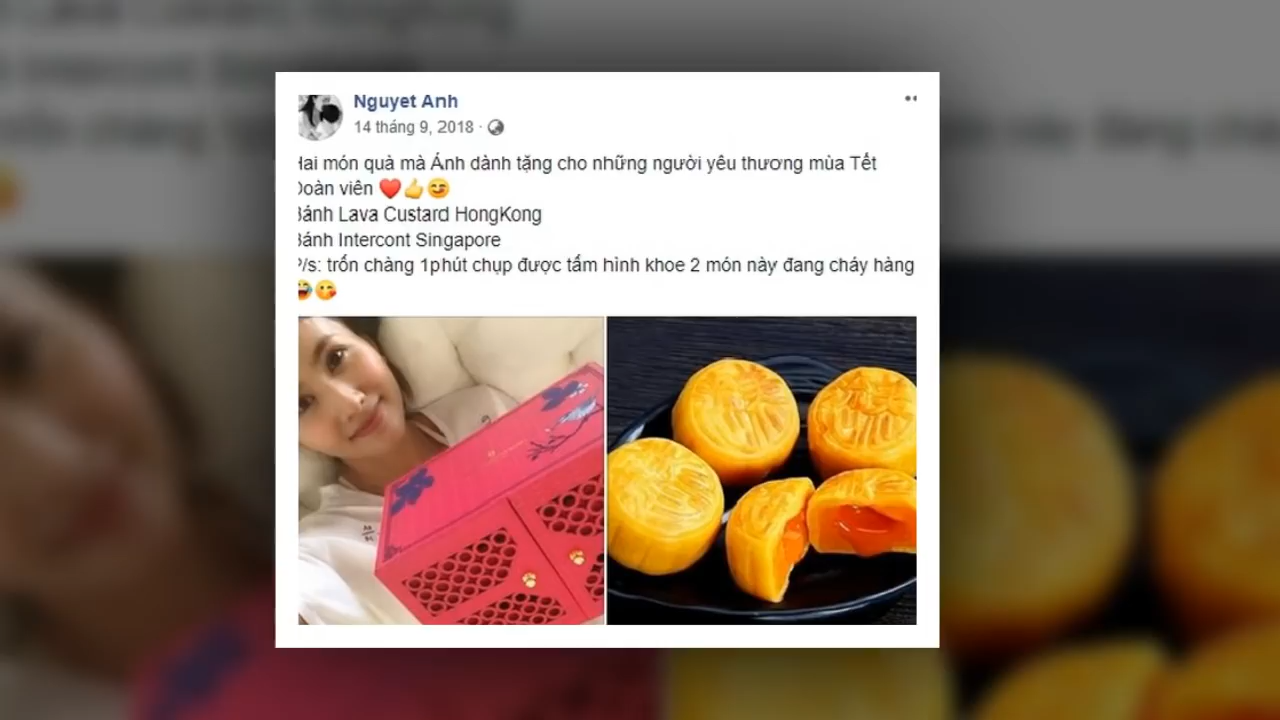 Nguyet Anh
14 tháng 9, 2018 ·
Hai món quà mà Ánh dành tặng cho những người yêu thương mùa Tết
Đoàn viên ❤️👍😆
Bánh Lava Custard HongKong
Bánh Intercont Singapore
P/s: trốn chàng 1phút chụp được tấm hình khoe 2 món này đang cháy hàng
🤣😋